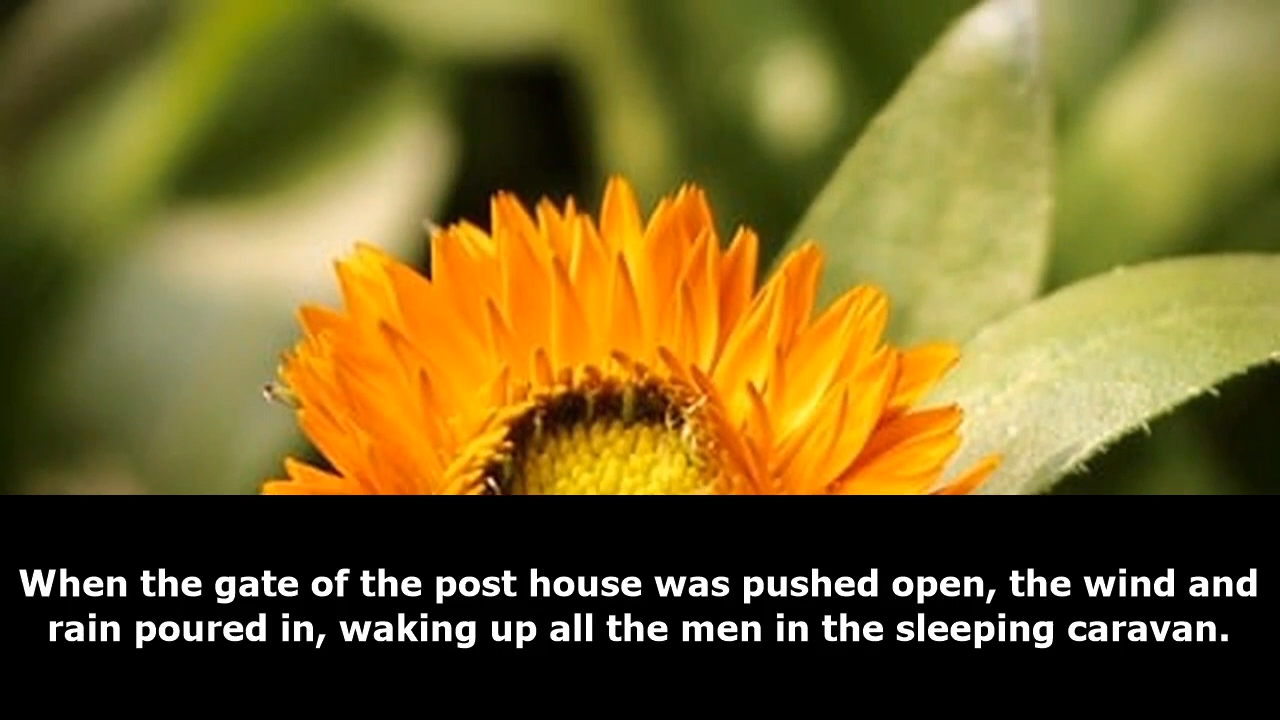 When the gate of the post house was pushed open, the wind and
rain poured in, waking up all the men in the sleeping caravan.